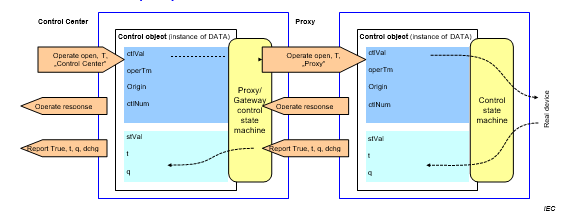 Control Center
Proxy
Control object (instance of DATA)
Control object (instance of DATA)
Operate open, T,
„Control Center"
ctlVal
operTm
Origin
ctlNum
Operate open, T,
„Proxy"
ctlVal
operTm
Origin
ctlNum
Operate response
Proxy/
Gateway
control
state
machine
Operate response
Control
state
machine
Real device
Report True, t, q, dchg
stVal
t
q
Report True, t, q, dchg
stVal
t
q
IEC